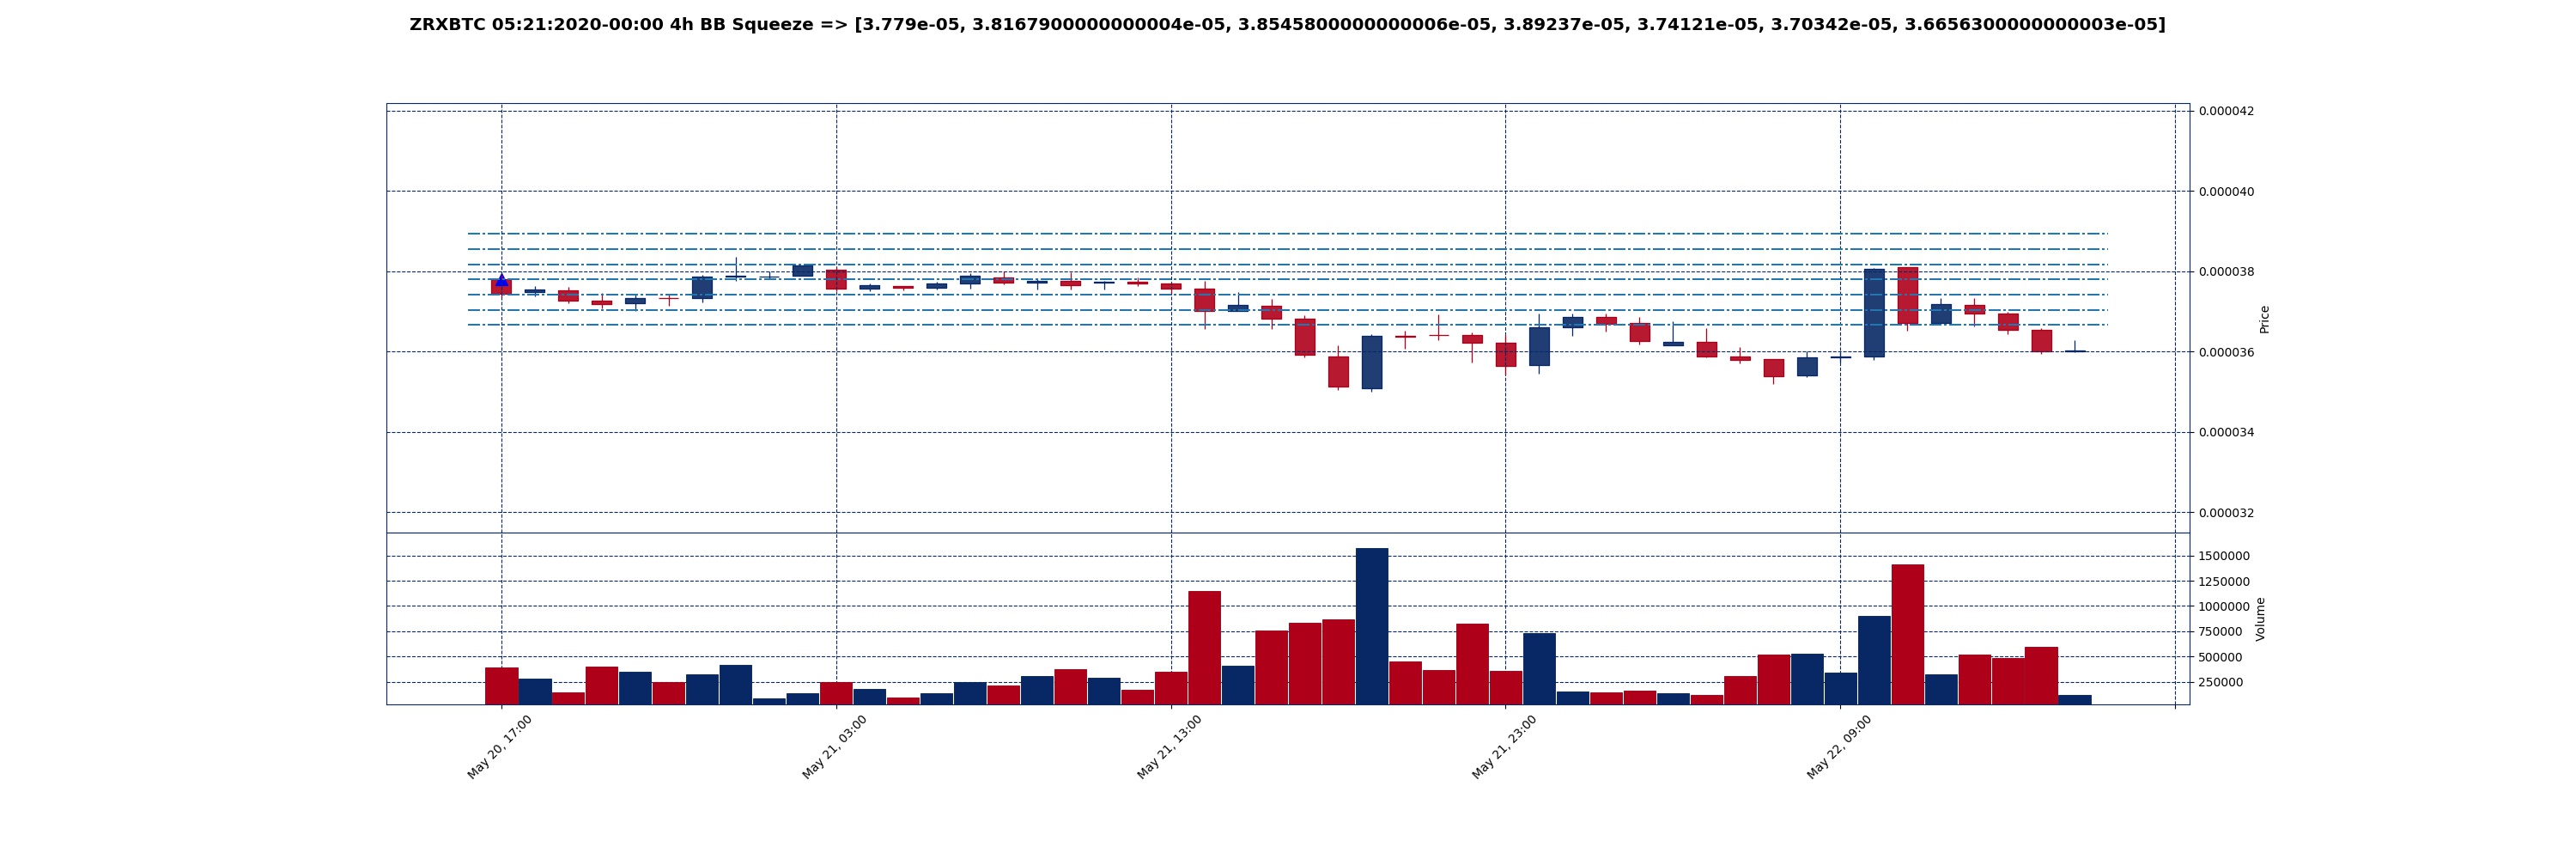 ZRXBTC 05:21:2020-00:00 4h BB Squeeze => [3.779e-05, 3.8167900000000004e-05, 3.8545800000000006e-05, 3.89237e-05, 3.74121e-05, 3.70342e-05, 3.6656300000000003e-05]
0.000042
0.000040
0.000038
0.000036
0.000034
0.000032
Price
1500000
1250000
1000000
750000
500000
250000
Volume
May 20, 17:00
May 21, 03:00
May 21, 13:00
May 21, 23:00
May 22, 09:00